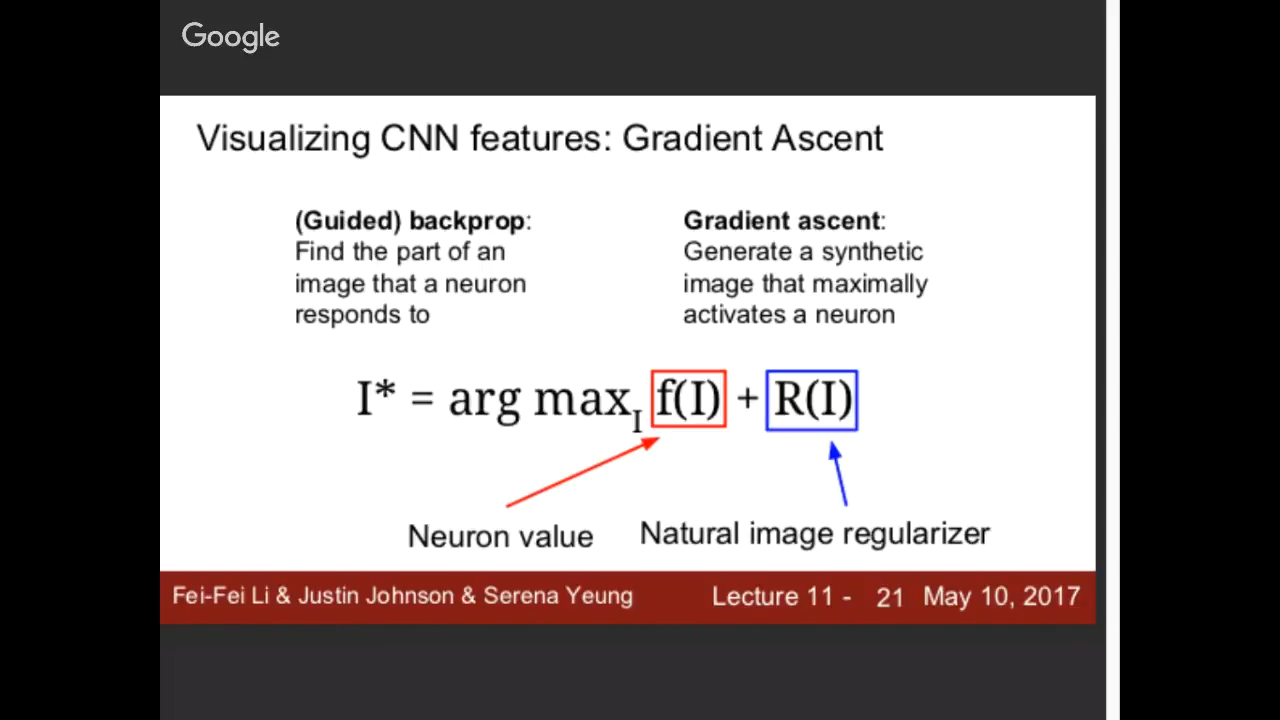 Google
Visualizing CNN features: Gradient Ascent
(Guided) backprop:
Find the part of an
image that a neuron
responds to
Gradient ascent:
Generate a synthetic
image that maximally
activates a neuron
I* = arg max_I f(I) + R(I)
Neuron value
Natural image regularizer
Fei-Fei Li & Justin Johnson & Serena Yeung
Lecture 11 - 21 May 10, 2017